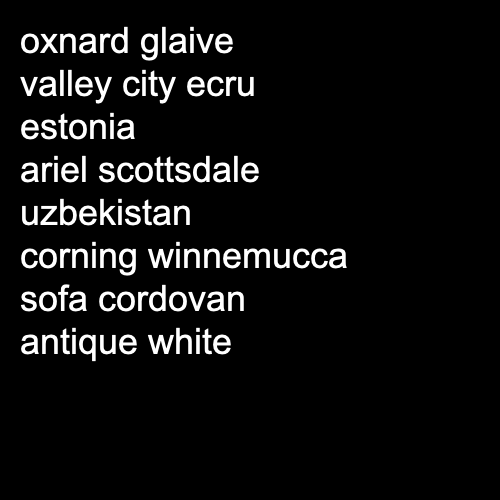 oxnard glaive
valley city ecru
estonia
ariel scottsdale
uzbekistan
corning winnemucca
sofa cordovan
antique white